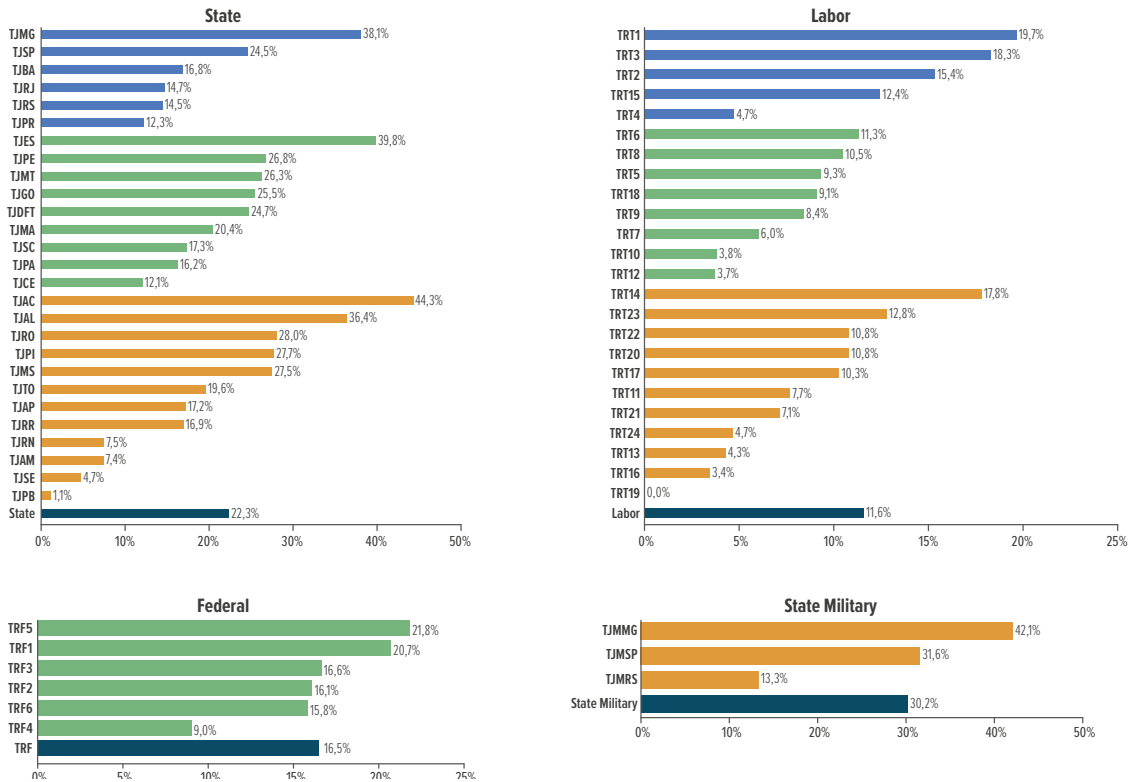 State
TJMG 38,1%
TJSP 24,5%
TJBA 16,8%
TJRJ 14,7%
TJRS 14,5%
TJPR 12,3%
TJES 39,8%
TJPE 26,8%
TJMT 26,3%
TJGO 25,5%
TJDFT 24,7%
TJMA 20,4%
TJSC 17,3%
TJPA 16,2%
TJCE 12,1%
TJAC 44,3%
TJAL 36,4%
TJRO 28,0%
TJPI 27,7%
TJMS 27,5%
TJTO 19,6%
TJAP 17,2%
TJRR 16,9%
TJRN 7,5%
TJAM 7,4%
TJSE 4,7%
TJPB 1,1%
State 22,3%
0% 10% 20% 30% 40% 50%
Labor
TRT1 19,7%
TRT3 18,3%
TRT2 15,4%
TRT15 12,4%
TRT4 4,7%
TRT6 11,3%
TRT8 10,5%
TRT5 9,3%
TRT18 9,1%
TRT9 8,4%
TRT7 6,0%
TRT10 3,8%
TRT12 3,7%
TRT14 17,8%
TRT23 12,8%
TRT22 10,8%
TRT20 10,8%
TRT17 10,3%
TRT11 7,7%
TRT21 7,1%
TRT24 4,7%
TRT13 4,3%
TRT16 3,4%
TRT19 0,0%
Labor 11,6%
0% 5% 10% 15% 20% 25%
Federal
TRF5 21,8%
TRF1 20,7%
TRF3 16,6%
TRF2 16,1%
TRF6 15,8%
TRF4 9,0%
TRF 16,5%
0% 5% 10% 15% 20% 25%
State Military
TJMMG 42,1%
TJMSP 31,6%
TJMRS 13,3%
State Military 30,2%
0% 10% 20% 30% 40% 50%